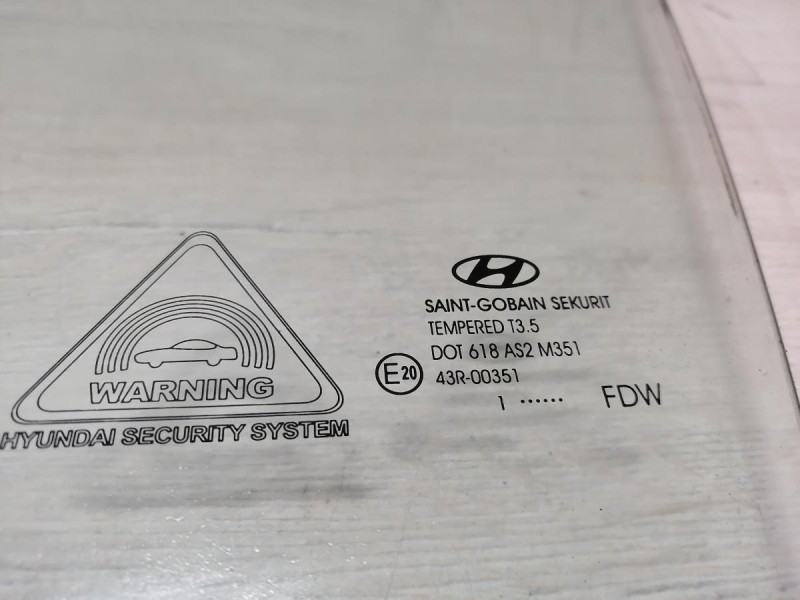 WARNING
HYUNDAI SECURITY SYSTEM
SAINT-GOBAIN SEKURIT
TEMPERED T3.5
DOT 618 AS2 M351
E20 43R-00351
1 ······ FDW